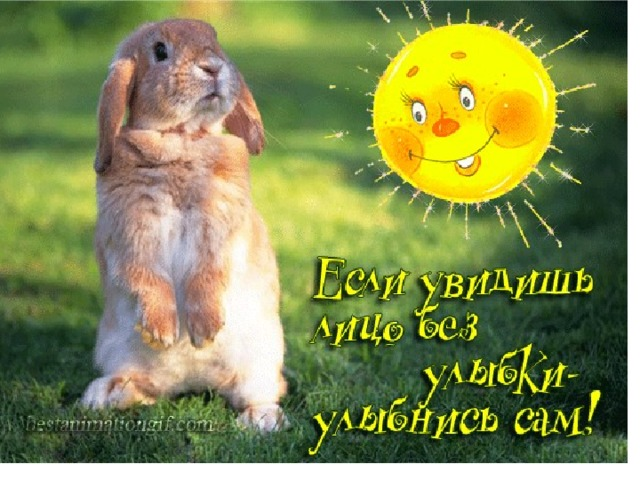 Если увидишь
лицо без
улыбки-
улыбнись сам!
bestanimationgif.com